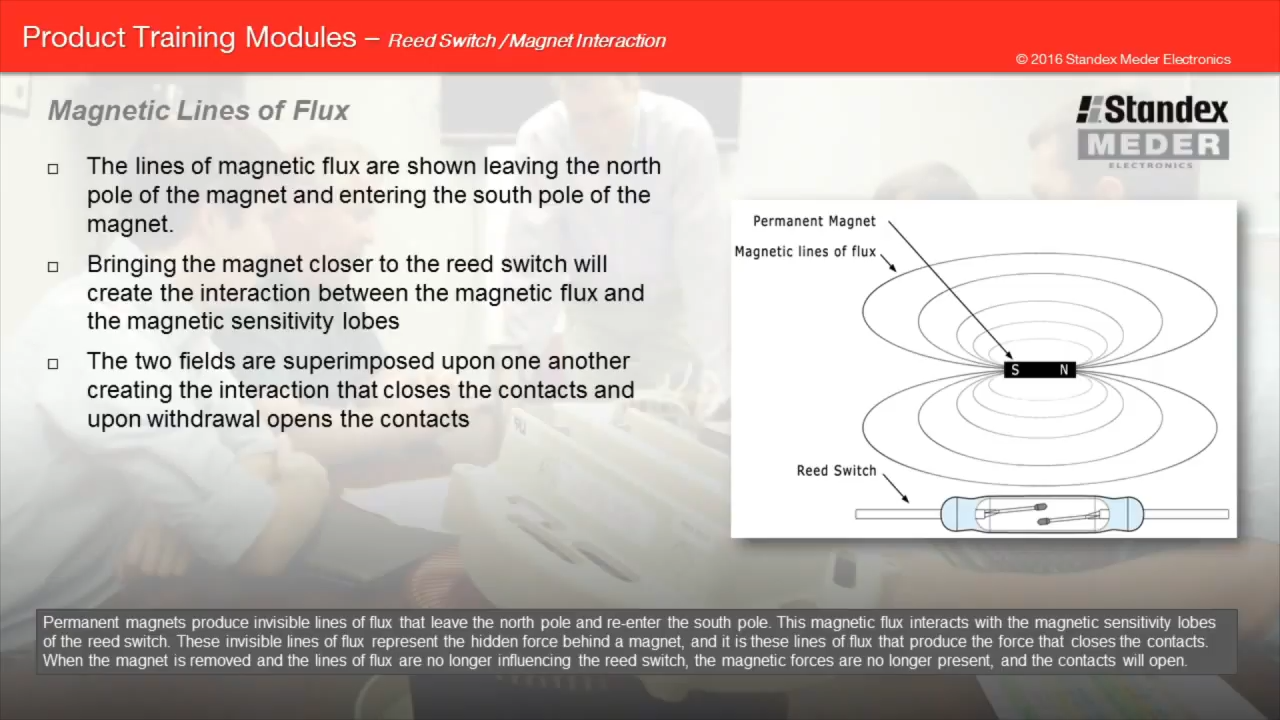 Product Training Modules – Reed Switch / Magnet Interaction
© 2016 Standex Meder Electronics
Magnetic Lines of Flux
Standex
MEDER
ELECTRONICS
The lines of magnetic flux are shown leaving the north
pole of the magnet and entering the south pole of the
magnet.
Bringing the magnet closer to the reed switch will
create the interaction between the magnetic flux and
the magnetic sensitivity lobes
The two fields are superimposed upon one another
creating the interaction that closes the contacts and
upon withdrawal opens the contacts
Permanent Magnet
Magnetic lines of flux
S N
Reed Switch
Permanent magnets produce invisible lines of flux that leave the north pole and re-enter the south pole. This magnetic flux interacts with the magnetic sensitivity lobes
of the reed switch. These invisible lines of flux represent the hidden force behind a magnet, and it is these lines of flux that produce the force that closes the contacts.
When the magnet is removed and the lines of flux are no longer influencing the reed switch, the magnetic forces are no longer present, and the contacts will open.